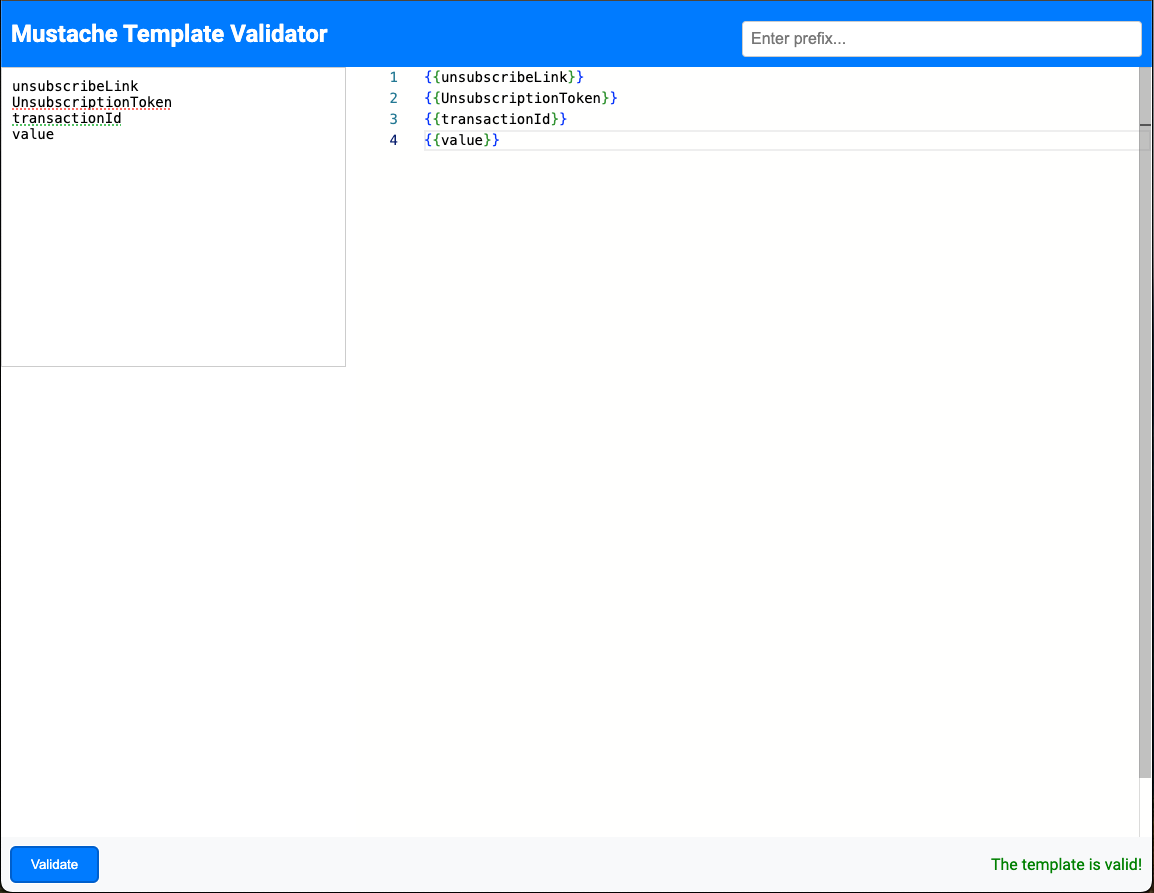 Mustache Template Validator
Enter prefix...
unsubscribeLink
UnsubscriptionToken
transactionId
value
1 {{unsubscribeLink}}
2 {{UnsubscriptionToken}}
3 {{transactionId}}
4 {{value}}
Validate
The template is valid!